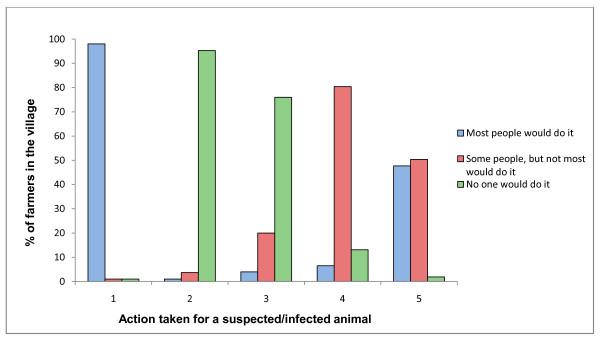 % of farmers in the village
100
90
80
70
60
50
40
30
20
10
0
1 2 3 4 5
Action taken for a suspected/infected animal
Most people would do it
Some people, but not most
would do it
No one would do it